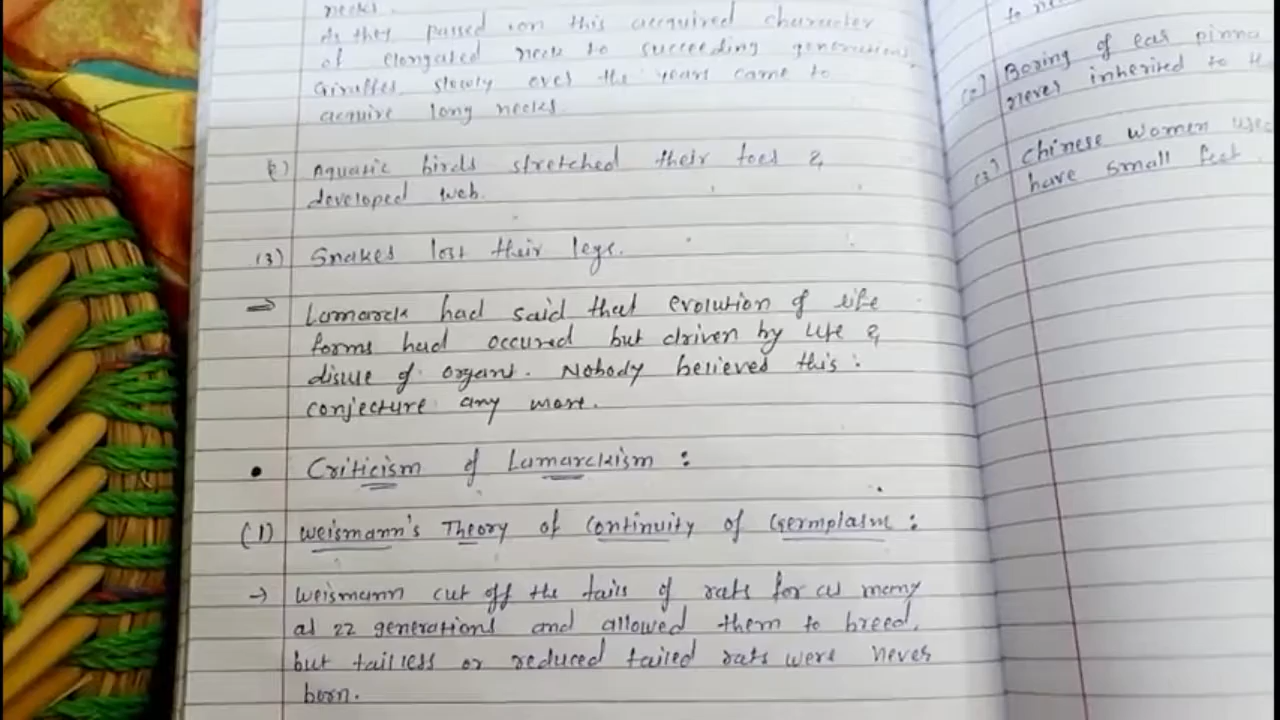 necks.
As they passed on this acquired character
of elongated neck to succeeding generations,
Giraffes slowly over the years came to
acquire long necks.
(2) Aquatic birds stretched their toes &
developed web.
(3) Snakes lost their legs.
⇒ Lamarck had said that evolution of life
forms had occured but driven by use &
disuse of organs. Nobody believes this
conjecture any more.
• Criticism of Lamarckism :
(1) Weismann's Theory of Continuity of Germplasm :
→ Weismann cut off the tails of rats for as many
as 22 generations and allowed them to breed,
but tailless or reduced tailed rats were never
born.
(2) Boring of ear pinna
never inherited to
(3) Chinese women used
have small feet